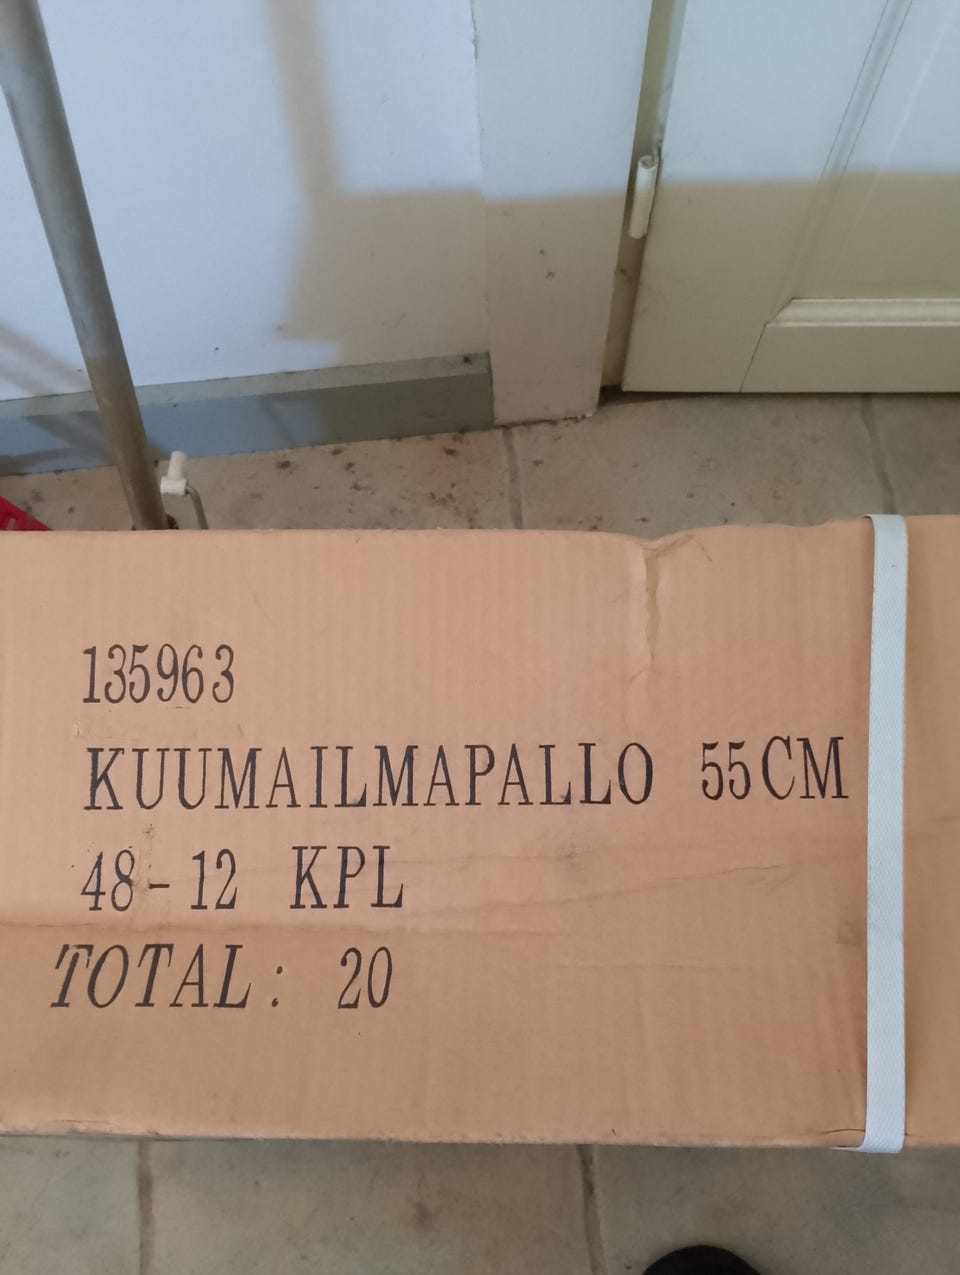 135963
KUUMAILMAPALLO 55CM
48-12 KPL
TOTAL: 20